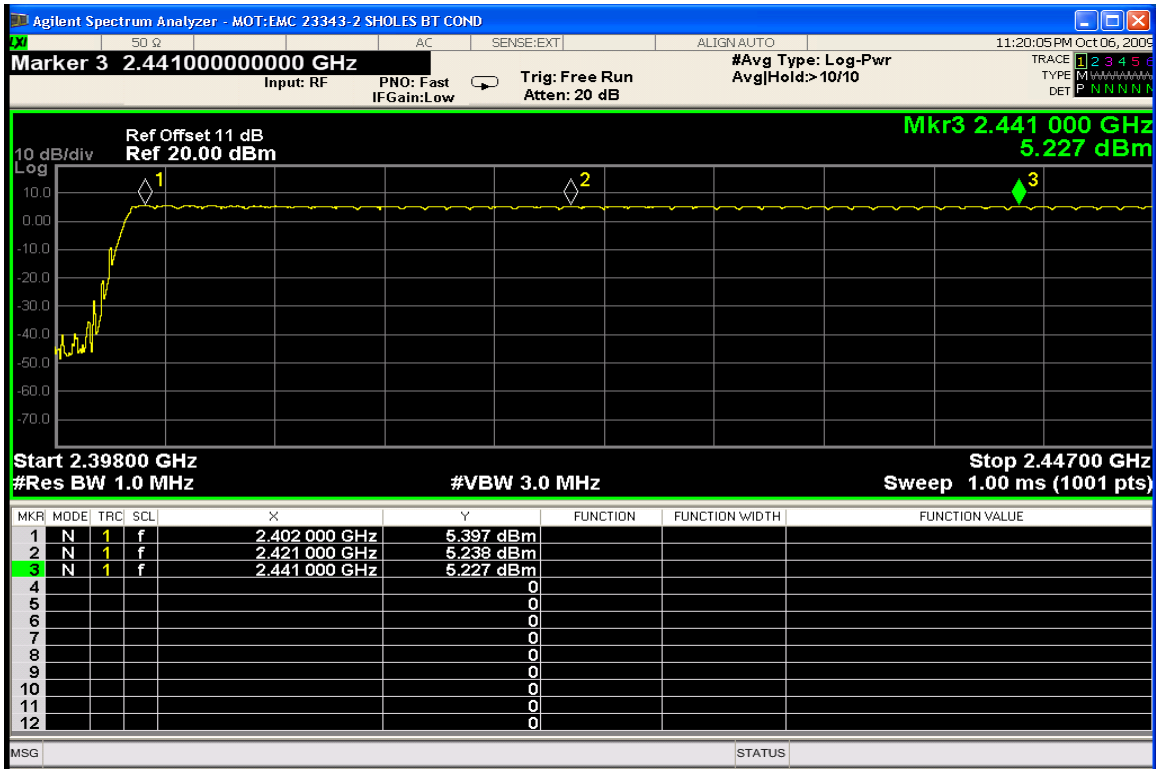 Agilent Spectrum Analyzer - MOT:EMC 23343-2 SHOLES BT COND
LXI 50 Ω AC SENSE:EXT ALIGN AUTO 11:20:05 PM Oct 06, 2009
Marker 3 2.441000000000 GHz
Input: RF
PNO: Fast
IFGain:Low
Trig: Free Run
Atten: 20 dB
#Avg Type: Log-Pwr
Avg|Hold:>10/10
TRACE 1 2 3 4 5 6
TYPE M
DET P N N N N N
Mkr3 2.441 000 GHz
5.227 dBm
Ref Offset 11 dB
10 dB/div Ref 20.00 dBm
Log
10.0
0.00
-10.0
-20.0
-30.0
-40.0
-50.0
-60.0
-70.0
1
2
3
Start 2.39800 GHz Stop 2.44700 GHz
#Res BW 1.0 MHz #VBW 3.0 MHz Sweep 1.00 ms (1001 pts)
MKR MODE TRC SCL X Y FUNCTION FUNCTION WIDTH FUNCTION VALUE
1 N 1 f 2.402 000 GHz 5.397 dBm
2 N 1 f 2.421 000 GHz 5.238 dBm
3 N 1 f 2.441 000 GHz 5.227 dBm
4 0
5 0
6 0
7 0
8 0
9 0
10 0
11 0
12 0
MSG STATUS